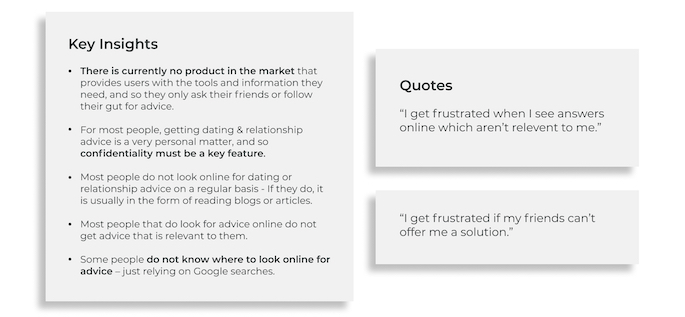 Key Insights
• There is currently no product in the market that
provides users with the tools and information they
need, and so they only ask their friends or follow
their gut for advice.
• For most people, getting dating & relationship
advice is a very personal matter, and so
confidentiality must be a key feature.
• Most people do not look online for dating or
relationship advice on a regular basis - If they do, it
is usually in the form of reading blogs or articles.
• Most people that do look for advice online do not
get advice that is relevant to them.
• Some people do not know where to look online for
advice – just relying on Google searches.
Quotes
“I get frustrated when I see answers
online which aren’t relevent to me.”
“I get frustrated if my friends can’t
offer me a solution.”